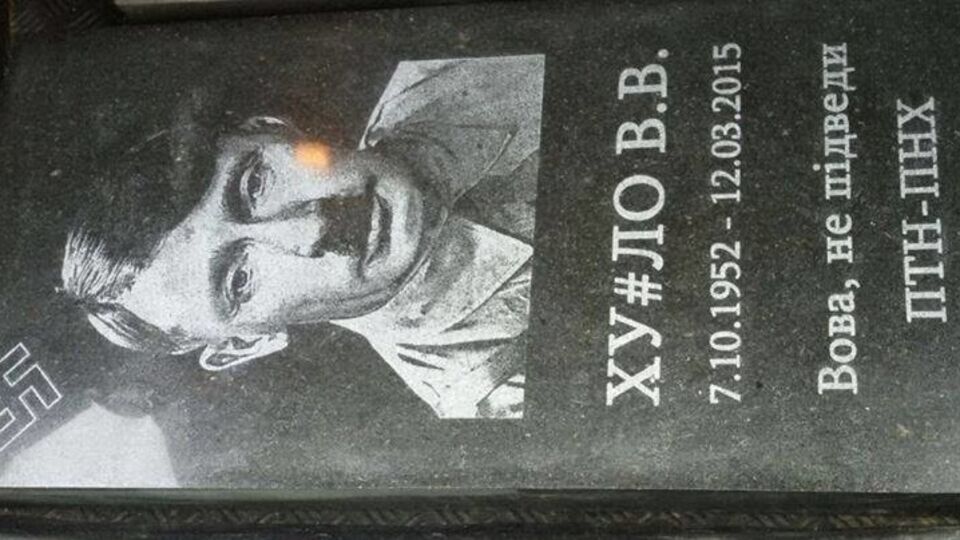 ХУ#ЛО В.В.
7.10.1952 - 12.03.2015
Вова, не підведи
ПТН-ПНХ